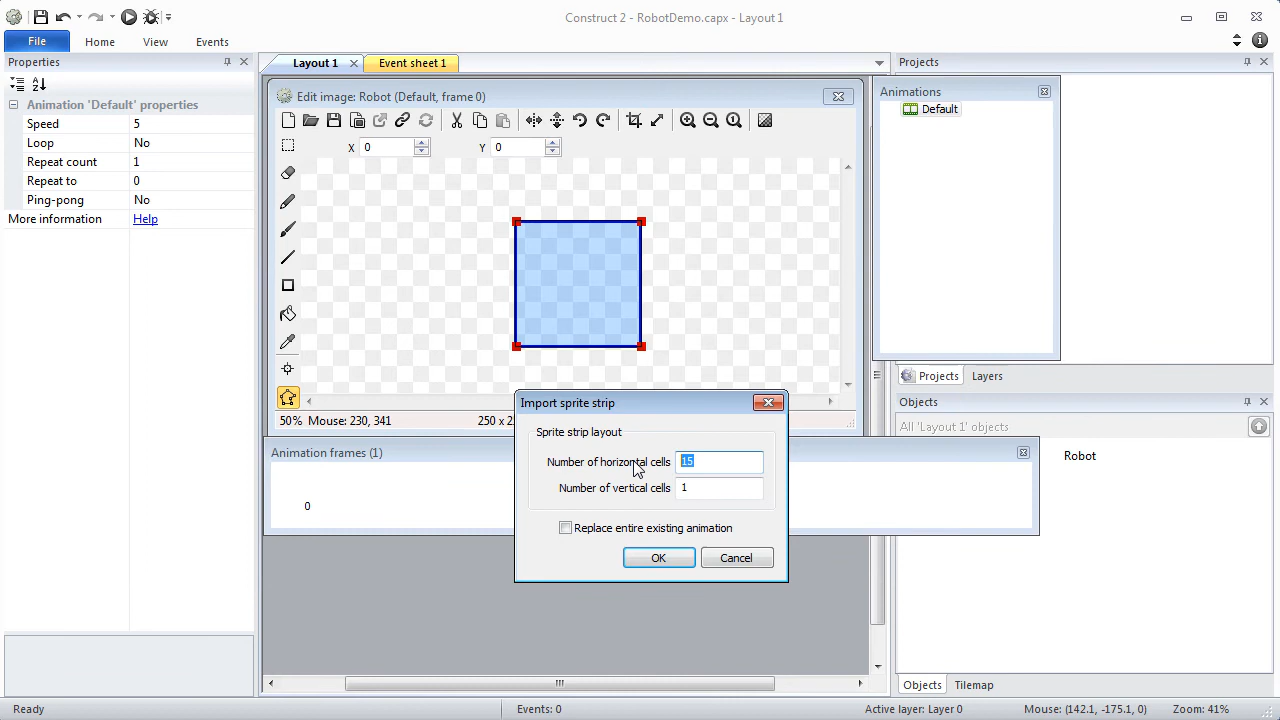 Construct 2 - RobotDemo.capx - Layout 1
File
Home
View
Events
Properties
Animation 'Default' properties
Speed 5
Loop No
Repeat count 1
Repeat to 0
Ping-pong No
More information Help
Layout 1
Event sheet 1
Edit image: Robot (Default, frame 0)
X 0
Y 0
50% Mouse: 230, 341
Animations
Default
Animation frames (1)
0
Import sprite strip
Sprite strip layout
Number of horizontal cells 15
Number of vertical cells 1
Replace entire existing animation
OK
Cancel
Projects
Projects
Layers
Objects
All 'Layout 1' objects
Robot
Objects
Tilemap
Ready
Events: 0
Active layer: Layer 0
Mouse: (142.1, -175.1, 0)
Zoom: 41%